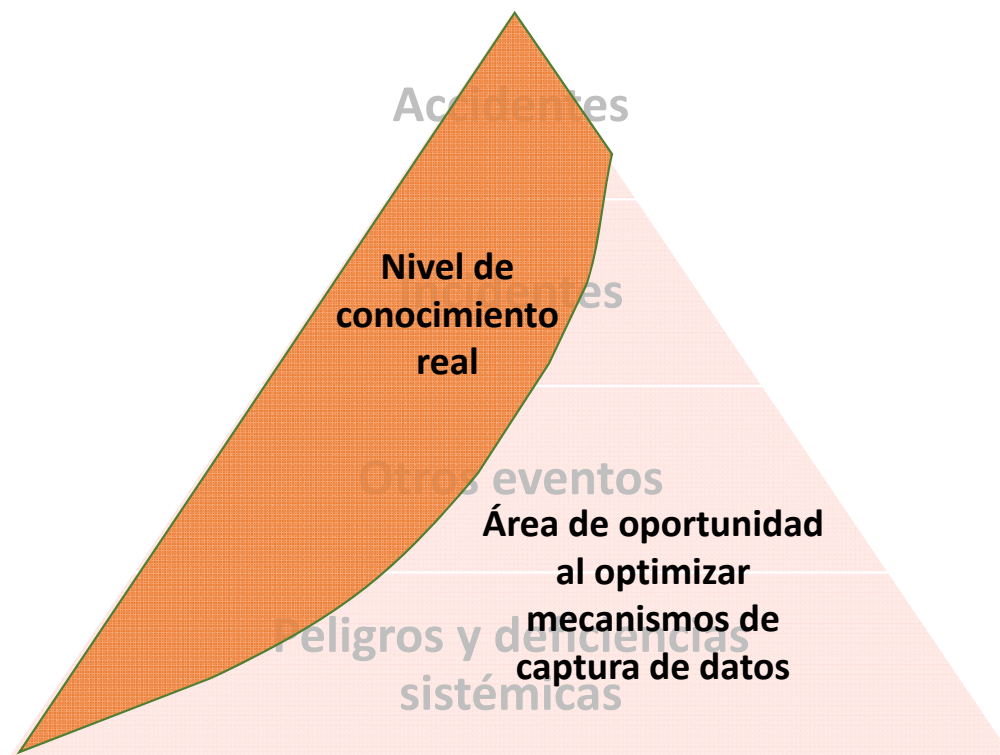 Accidentes
Nivel de
conocimiento
real
Incidentes
Otros eventos
Área de oportunidad
al optimizar
mecanismos de
captura de datos
Peligros y deficiencias
sistémicas